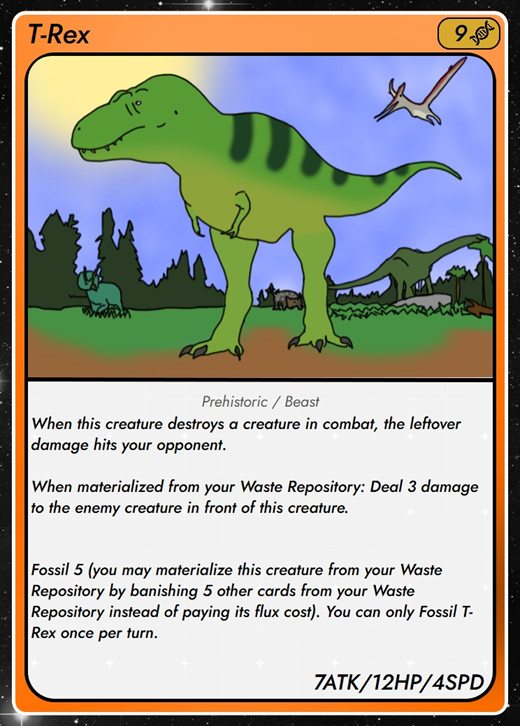 T-Rex
9
Prehistoric / Beast
When this creature destroys a creature in combat, the leftover
damage hits your opponent.
When materialized from your Waste Repository: Deal 3 damage
to the enemy creature in front of this creature.
Fossil 5 (you may materialize this creature from your Waste
Repository by banishing 5 other cards from your Waste
Repository instead of paying its flux cost). You can only Fossil T-
Rex once per turn.
7ATK/12HP/4SPD